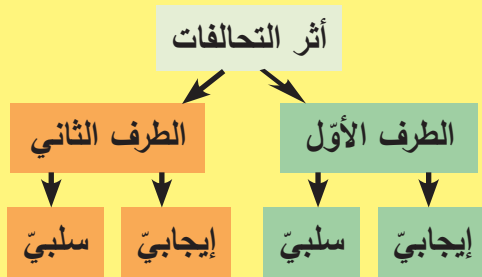 أثر التحالفات
الطرف الأوّل
الطرف الثاني
إيجابيّ
سلبيّ
إيجابيّ
سلبيّ